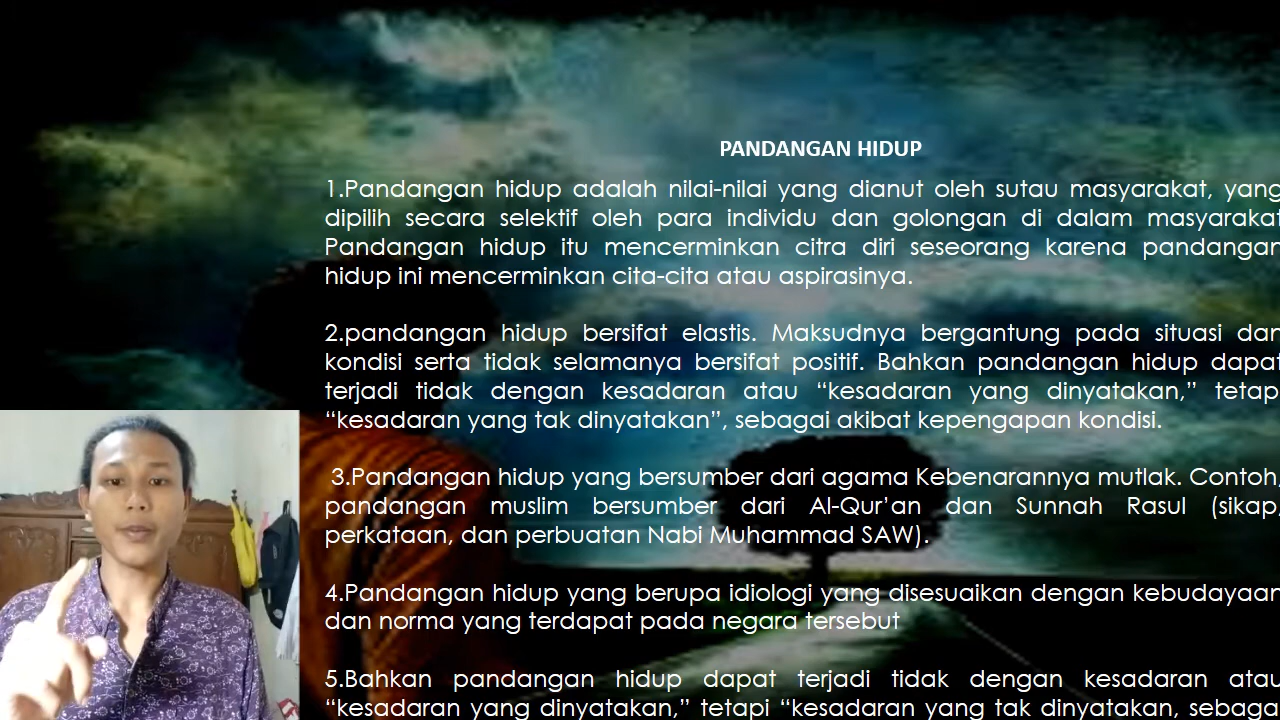 PANDANGAN HIDUP
1.Pandangan hidup adalah nilai-nilai yang dianut oleh sutau masyarakat, yang
dipilih secara selektif oleh para individu dan golongan di dalam masyarakat
Pandangan hidup itu mencerminkan citra diri seseorang karena pandangan
hidup ini mencerminkan cita-cita atau aspirasinya.
2.pandangan hidup bersifat elastis. Maksudnya bergantung pada situasi dan
kondisi serta tidak selamanya bersifat positif. Bahkan pandangan hidup dapat
terjadi tidak dengan kesadaran atau “kesadaran yang dinyatakan,” tetapi
“kesadaran yang tak dinyatakan”, sebagai akibat kepengapan kondisi.
3.Pandangan hidup yang bersumber dari agama Kebenarannya mutlak. Contoh,
pandangan muslim bersumber dari Al-Qur’an dan Sunnah Rasul (sikap,
perkataan, dan perbuatan Nabi Muhammad SAW).
4.Pandangan hidup yang berupa idiologi yang disesuaikan dengan kebudayaan
dan norma yang terdapat pada negara tersebut
5.Bahkan pandangan hidup dapat terjadi tidak dengan kesadaran atau
“kesadaran yang dinyatakan,” tetapi “kesadaran yang tak dinyatakan, sebagai